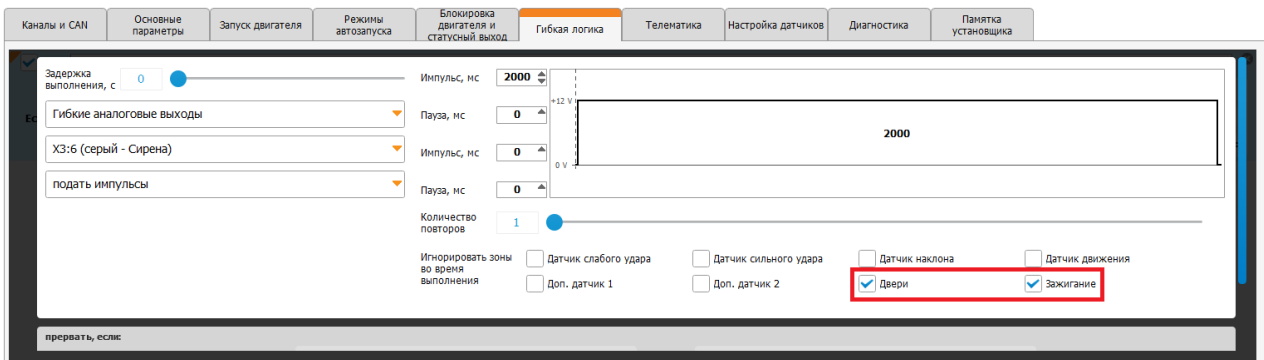 Каналы и CAN
Основные
параметры
Запуск двигателя
Режимы
автозапуска
Блокировка
двигателя и
статусный выход
Гибкая логика
Телематика
Настройка датчиков
Диагностика
Памятка
установщика
Задержка
выполнения, с
0
Гибкие аналоговые выходы
X3:6 (серый - Сирена)
подать импульсы
Импульс, мс 2000
Пауза, мс 0
Импульс, мс 0
Пауза, мс 0
+12 V
2000
0 V
Количество
повторов
1
Игнорировать зоны
во время
выполнения
Датчик слабого удара
Датчик сильного удара
Датчик наклона
Датчик движения
Доп. датчик 1
Доп. датчик 2
Двери
Зажигание
прервать, если: